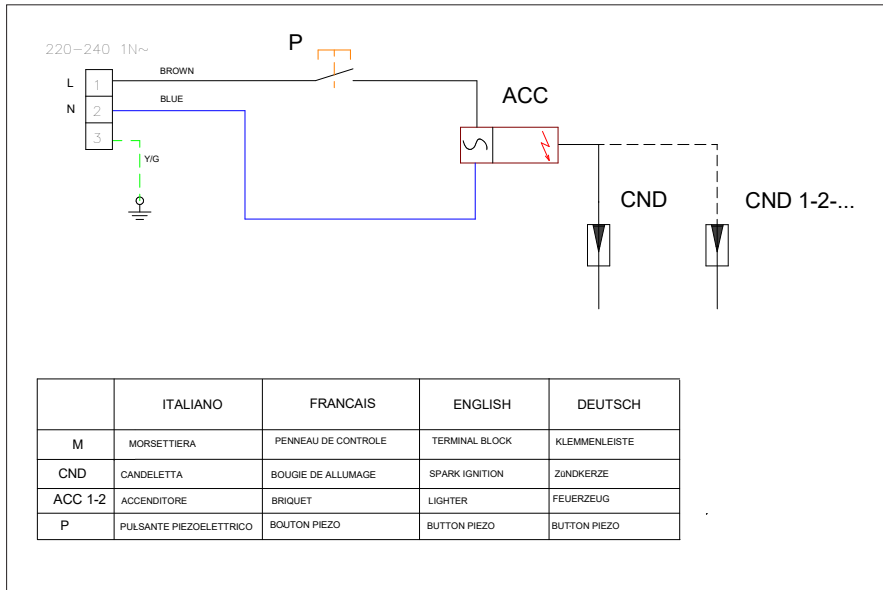 220-240 1N~
P
L 1 BROWN
N 2 BLUE
3
Y/G
ACC
CND CND 1-2-...
ITALIANO FRANCAIS ENGLISH DEUTSCH
M MORSETTIERA PENNEAU DE CONTROLE TERMINAL BLOCK KLEMMENLEISTE
CND CANDELETTA BOUGIE DE ALLUMAGE SPARK IGNITION ZüNDKERZE
ACC 1-2 ACCENDITORE BRIQUET LIGHTER FEUERZEUG
P PULSANTE PIEZOELETTRICO BOUTON PIEZO BUTTON PIEZO BUTTON PIEZO